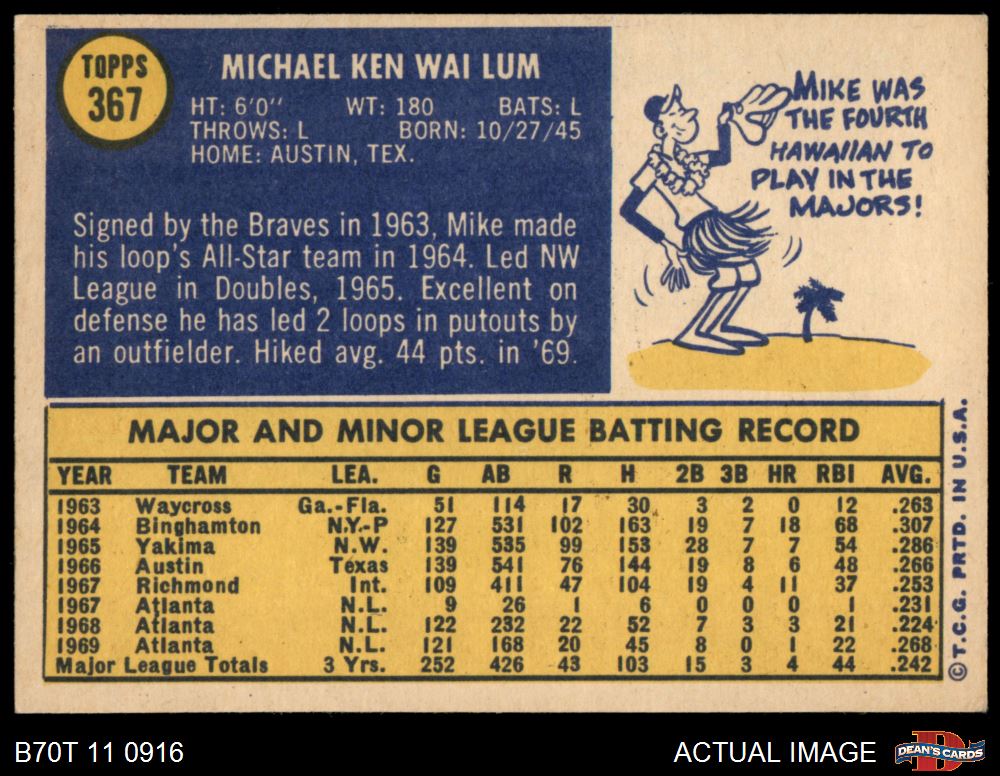 TOPPS
367
MICHAEL KEN WAI LUM
HT: 6'0" WT: 180 BATS: L
THROWS: L BORN: 10/27/45
HOME: AUSTIN, TEX.
Signed by the Braves in 1963, Mike made
his loop's All-Star team in 1964. Led NW
League in Doubles, 1965. Excellent on
defense he has led 2 loops in putouts by
an outfielder. Hiked avg. 44 pts. in '69.
MIKE WAS
THE FOURTH
HAWAIIAN TO
PLAY IN THE
MAJORS!
MAJOR AND MINOR LEAGUE BATTING RECORD
YEAR TEAM LEA. G AB R H 2B 3B HR RBI AVG.
1963 Waycross Ga.-Fla. 51 114 17 30 3 2 0 12 .263
1964 Binghamton N.Y.-P 127 531 102 163 19 7 18 68 .307
1965 Yakima N.W. 139 535 99 153 28 7 7 54 .286
1966 Austin Texas 139 541 76 144 19 8 6 48 .266
1967 Richmond Int. 109 411 47 104 19 4 11 37 .253
1967 Atlanta N.L. 9 26 1 6 0 0 0 1 .231
1968 Atlanta N.L. 122 232 22 52 7 3 3 21 .224
1969 Atlanta N.L. 121 168 20 45 8 0 1 22 .268
Major League Totals 3 Yrs. 252 426 43 103 15 3 4 44 .242
© T.C.G. PRTD. IN U.S.A.
B70T 11 0916
ACTUAL IMAGE
DEAN'S CARDS